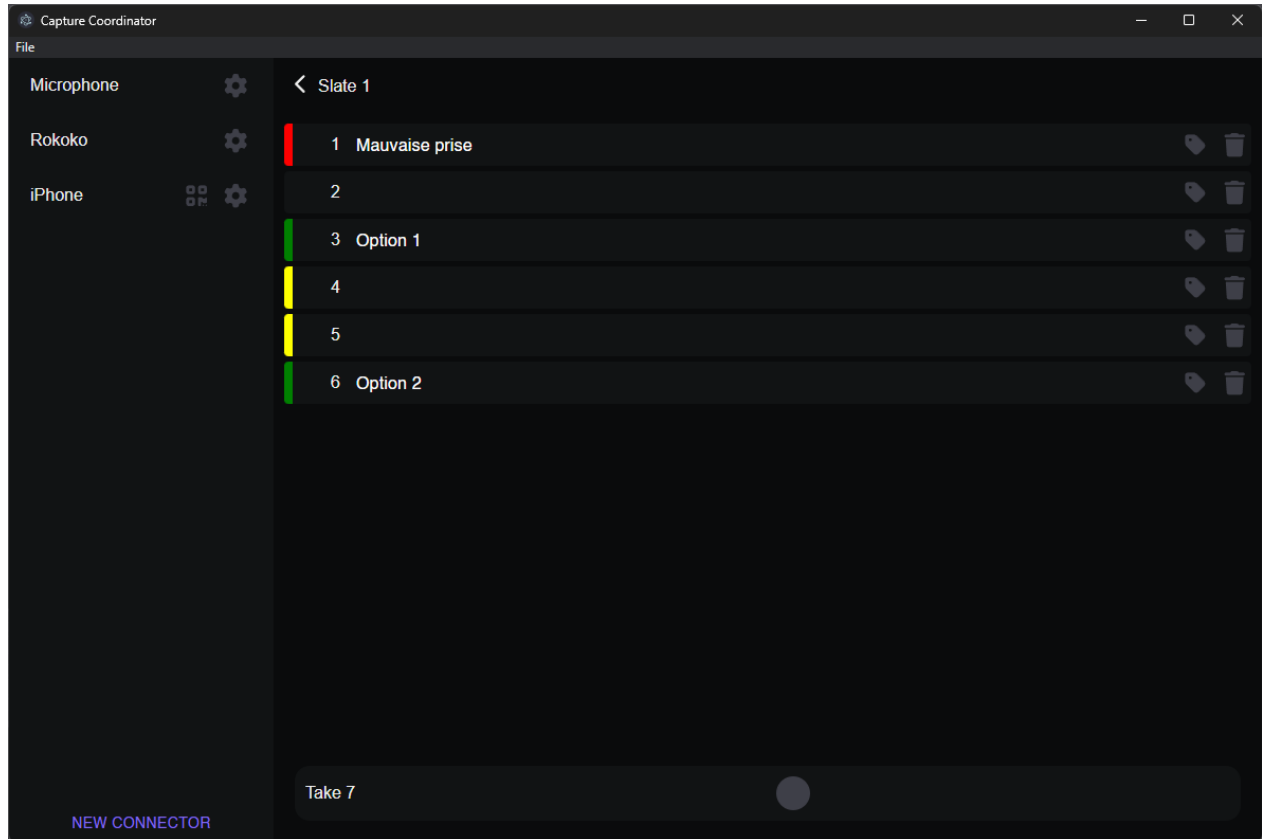 Capture Coordinator
File
Microphone
Rokoko
iPhone
NEW CONNECTOR
Slate 1
1 Mauvaise prise
2
3 Option 1
4
5
6 Option 2
Take 7